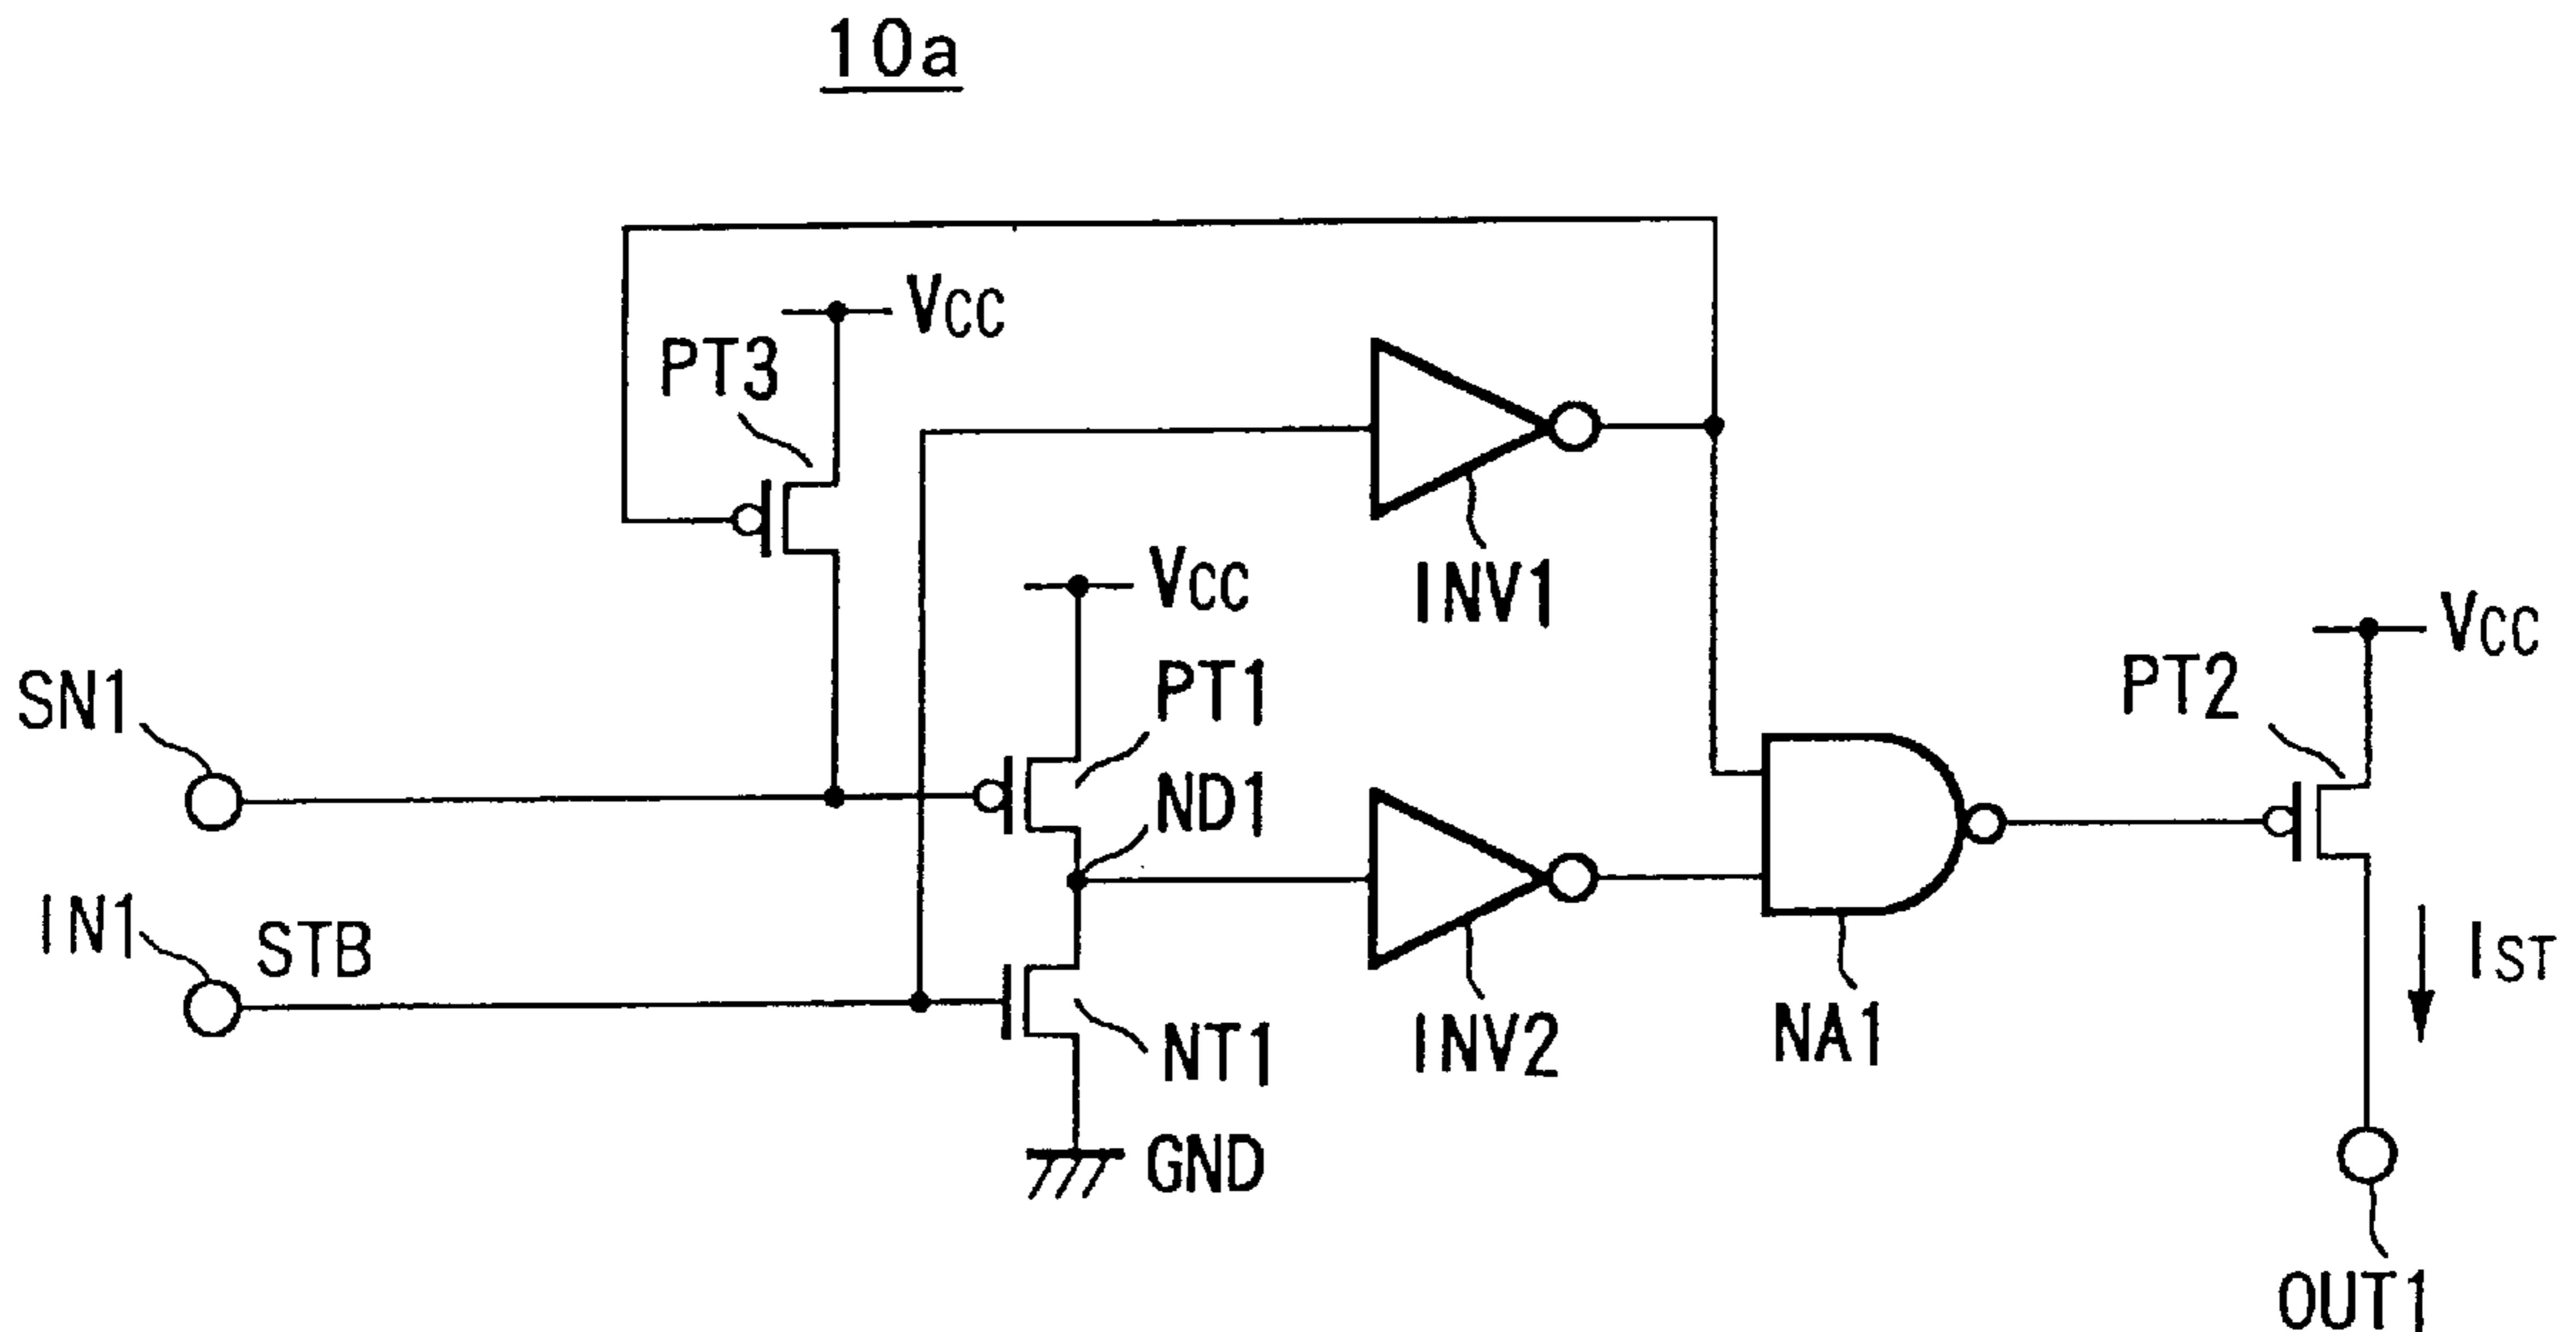 10a
VCC
PT3
INV1
VCC
PT1
ND1
SN1
VCC
PT2
IN1
STB
NT1
INV2
NA1
IST
GND
OUT1